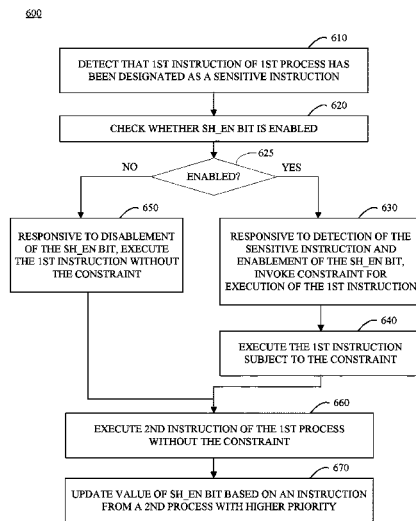 600
610
DETECT THAT 1ST INSTRUCTION OF 1ST PROCESS HAS
BEEN DESIGNATED AS A SENSITIVE INSTRUCTION
620
CHECK WHETHER SH_EN BIT IS ENABLED
625
NO
ENABLED?
YES
650
RESPONSIVE TO DISABLEMENT
OF THE SH_EN BIT, EXECUTE
THE 1ST INSTRUCTION WITHOUT
THE CONSTRAINT
630
RESPONSIVE TO DETECTION OF THE
SENSITIVE INSTRUCTION AND
ENABLEMENT OF THE SH_EN BIT,
INVOKE CONSTRAINT FOR
EXECUTION OF THE 1ST INSTRUCTION
640
EXECUTE THE 1ST INSTRUCTION
SUBJECT TO THE CONSTRAINT
660
EXECUTE 2ND INSTRUCTION OF THE 1ST PROCESS
WITHOUT THE CONSTRAINT
670
UPDATE VALUE OF SH_EN BIT BASED ON AN INSTRUCTION
FROM A 2ND PROCESS WITH HIGHER PRIORITY